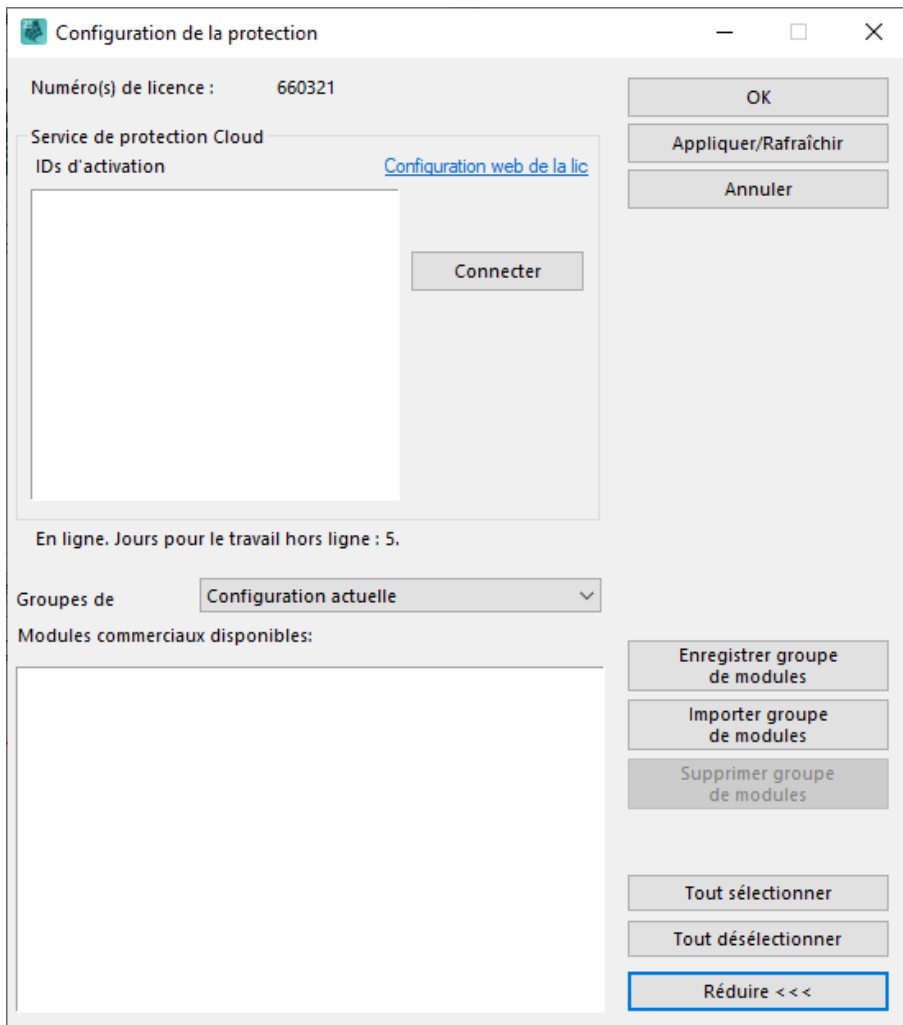 Configuration de la protection
Numéro(s) de licence : 660321
OK
Service de protection Cloud
Appliquer/Rafraîchir
IDs d'activation
Configuration web de la lic
Annuler
Connecter
En ligne. Jours pour le travail hors ligne : 5.
Groupes de
Configuration actuelle
Modules commerciaux disponibles:
Enregistrer groupe
de modules
Importer groupe
de modules
Supprimer groupe
de modules
Tout sélectionner
Tout désélectionner
Réduire <<<